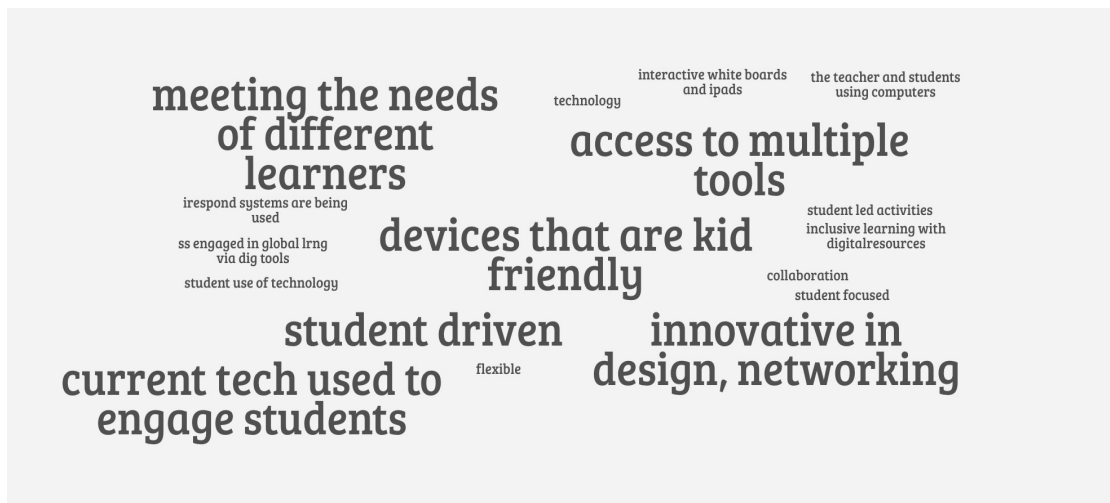 meeting the needs
of different
learners
technology
interactive white boards
and ipads
the teacher and students
using computers
access to multiple
tools
irespond systems are being
used
ss engaged in global lrng
via dig tools
student use of technology
devices that are kid
friendly
student led activities
inclusive learning with
digitalresources
collaboration
student focused
student driven
innovative in
design, networking
flexible
current tech used to
engage students